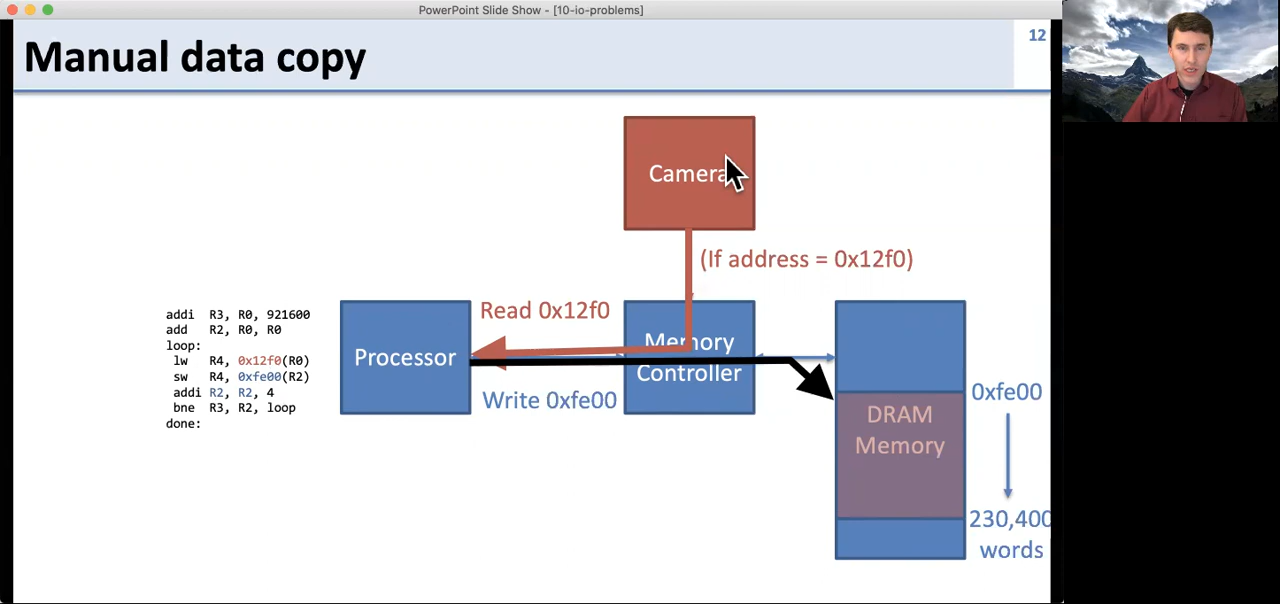 PowerPoint Slide Show - [10-io-problems]
Manual data copy
12
Camera
(If address = 0x12f0)
addi R3, R0, 921600
add R2, R0, R0
loop:
lw R4, 0x12f0(R0)
sw R4, 0xfe00(R2)
addi R2, R2, 4
bne R3, R2, loop
done:
Processor
Read 0x12f0
Write 0xfe00
Memory
Controller
DRAM
Memory
0xfe00
230,400
words